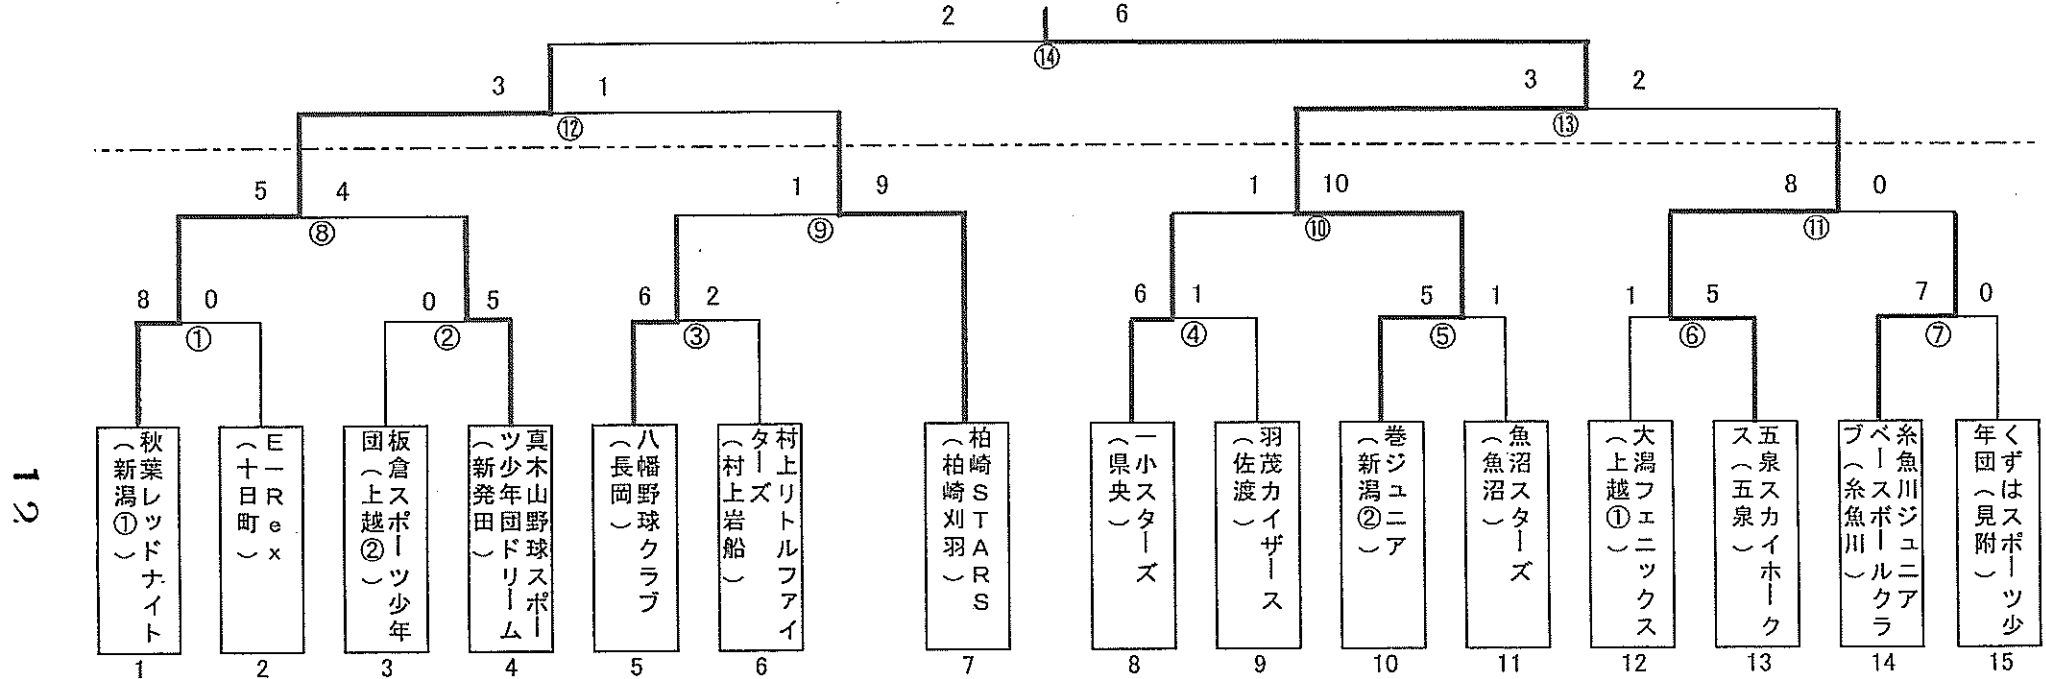 2 6
⑭
3 1 3 2
⑫ ⑬
5 4 1 9 1 10 8 0
⑧ ⑨ ⑩ ⑪
8 0 0 5 6 2 6 1 5 1 1 5 7 0
① ② ③ ④ ⑤ ⑥ ⑦
秋葉レッドナイト
(新潟①)
E－Rex
(十日町)
板倉スポーツ少年
団(上越②)
真木山野球スポー
ツ少年団ドリーム
(新発田)
八幡野球クラブ
(長岡)
村上リトルファイ
ターズ
(村上岩船)
柏崎STARS
(柏崎刈羽)
一小スターズ
(県央)
羽茂カイザース
(佐渡)
巻ジュニア
(新潟②)
魚沼スターズ
(魚沼)
大潟フェニックス
(上越①)
五泉スカイホーク
ス(五泉)
糸魚川ジュニア
ベースボールクラ
ブ(糸魚川)
くずはスポーツ少
年団(見附)
1 2 3 4 5 6 7 8 9 10 11 12 13 14 15
12